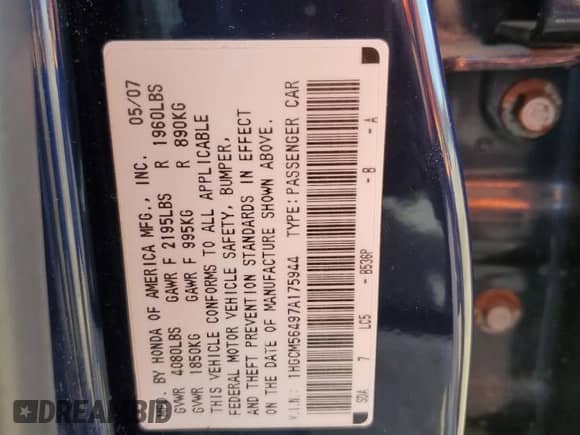 MFD. BY HONDA OF AMERICA MFG., INC. 05/07
GVWR 4080LBS GAWR F 2195LBS R 1960LBS
GVWR 1850KG GAWR F 995KG R 890KG
THIS VEHICLE CONFORMS TO ALL APPLICABLE
FEDERAL MOTOR VEHICLE SAFETY, BUMPER,
AND THEFT PREVENTION STANDARDS IN EFFECT
ON THE DATE OF MANUFACTURE SHOWN ABOVE.
V.I.N.: 1HGCM56497A175944 TYPE: PASSENGER CAR
SDA 7 LC5 - B536P - B - A
DREAMBID